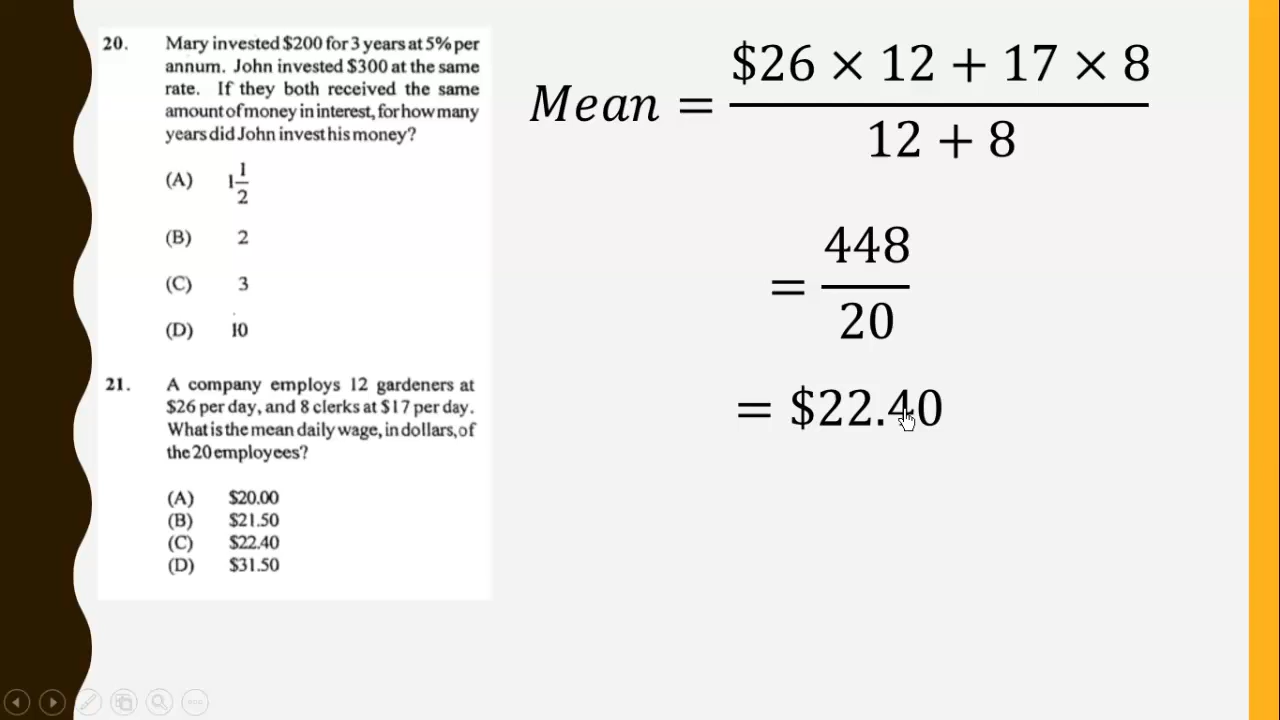 20. Mary invested $200 for 3 years at 5% per
annum. John invested $300 at the same
rate. If they both received the same
amount of money in interest, for how many
years did John invest his money?
(A) 1 1/2
(B) 2
(C) 3
(D) 10
21. A company employs 12 gardeners at
$26 per day, and 8 clerks at $17 per day.
What is the mean daily wage, in dollars, of
the 20 employees?
(A) $20.00
(B) $21.50
(C) $22.40
(D) $31.50
$26 × 12 + 17 × 8
Mean =
12 + 8
448
=
20
= $22.40